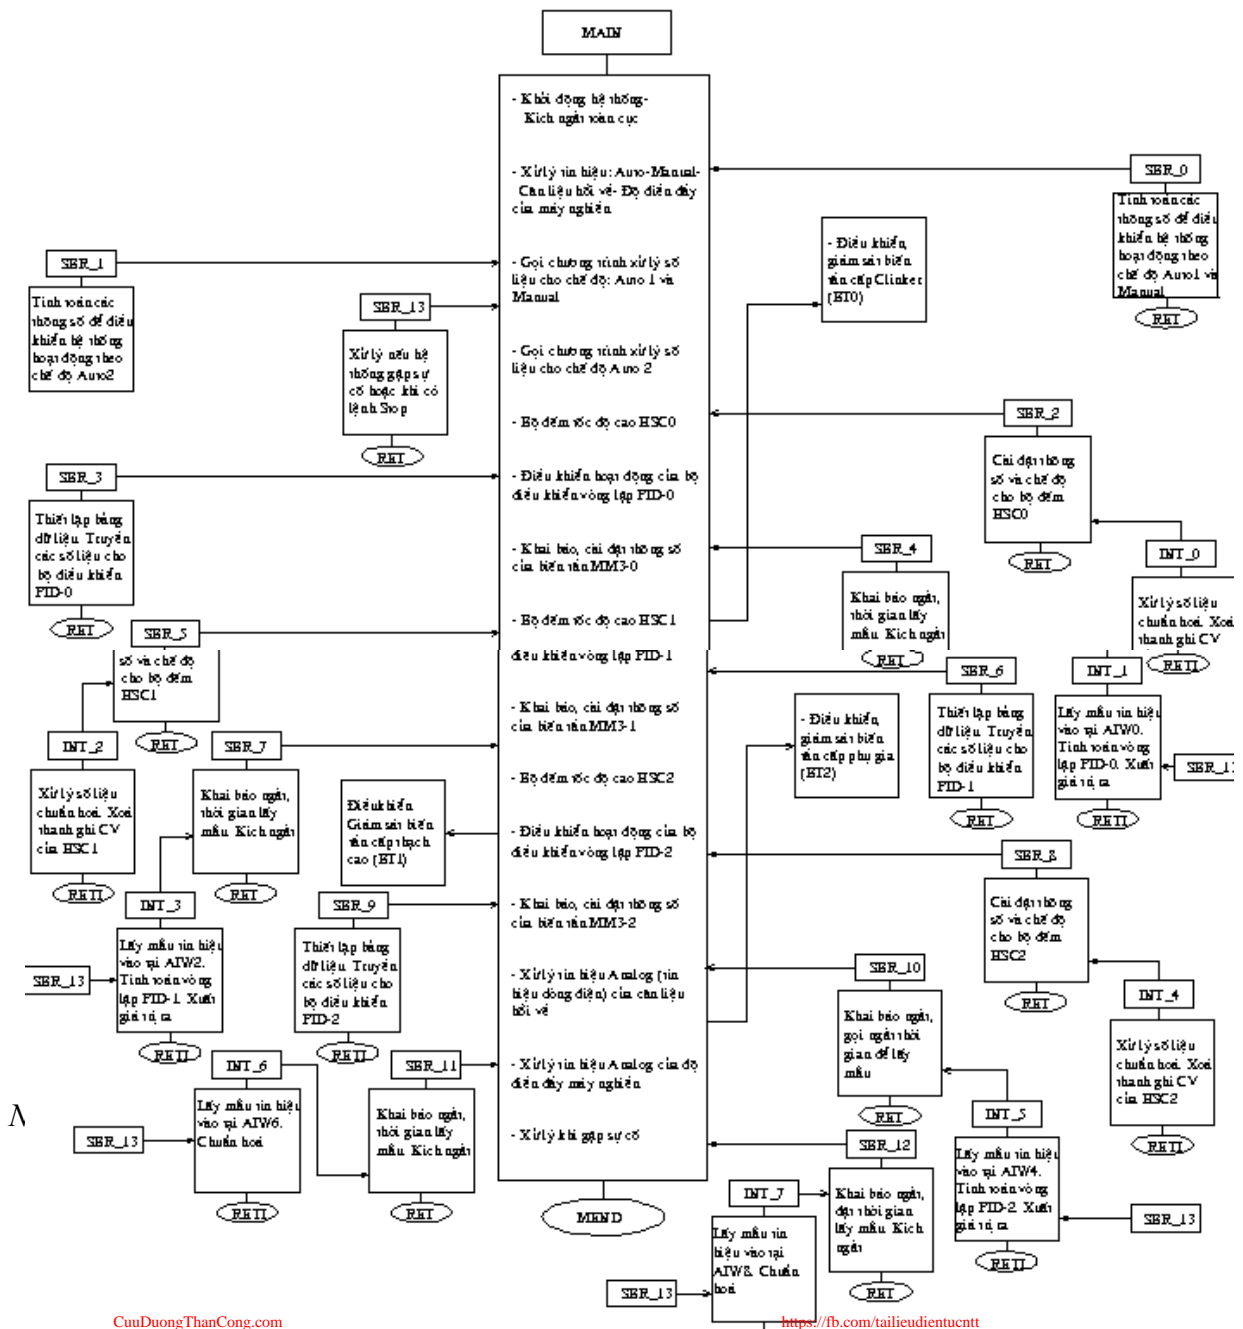 MAIN
- Khởi động hệ thống-
Kích ngắt toàn cục
- Xử lý tín hiệu: Auto-Manual-
Cân liệu hồi về- Độ điền đầy
của máy nghiền
- Gọi chương trình xử lý số
liệu cho chế độ: Auto 1 và
Manual
- Gọi chương trình xử lý số
liệu cho chế độ Auto 2
- Bộ đếm tốc độ cao HSC0
- Điều khiển hoạt động của bộ
điều khiển vòng lặp PID-0
- Khai báo, cài đặt thông số
của biến tần MM3-0
- Bộ đếm tốc độ cao HSC1
điều khiển vòng lặp PID-1
- Khai báo, cài đặt thông số
của biến tần MM3-1
- Bộ đếm tốc độ cao HSC2
- Điều khiển hoạt động của bộ
điều khiển vòng lặp PID-2
- Khai báo, cài đặt thông số
của biến tần MM3-2
- Xử lý tín hiệu Analog (tín
hiệu dòng điện) của cân liệu
hồi về
- Xử lý tín hiệu Analog của độ
điền đầy máy nghiền
- Xử lý khi gặp sự cố
MEND
SBR_0
Tính toán các
thông số để điều
khiển hệ thống
hoạt động theo
chế độ Auto1 và
Manual
RET
- Điều khiển,
giám sát biến
tần cấp Clinker
(BT0)
SBR_1
Tính toán các
thông số để điều
khiển hệ thống
hoạt động theo
chế độ Auto2
SBR_13
Xử lý nếu hệ
thống gặp sự
cố hoặc khi có
lệnh Stop
RET
SBR_2
Cài đặt thông
số và chế độ
cho bộ đếm
HSC0
RET
SBR_3
Thiết lập bảng
dữ liệu. Truyền
các số liệu cho
bộ điều khiển
PID-0
RET
SBR_4
Khai báo ngắt,
thời gian lấy
mẫu. Kích ngắt
RET
INT_0
Xử lý số liệu
chuẩn hoá. Xoá
thanh ghi CV
RETI
SBR_5
số và chế độ
cho bộ đếm
HSC1
RET
SBR_6
Thiết lập bảng
dữ liệu. Truyền
các số liệu cho
bộ điều khiển
PID-1
RET
INT_1
Lấy mẫu tín hiệu
vào tại AIW0.
Tính toán vòng
lặp PID-0. Xuất
giá trị ra
RETI
SBR_13
- Điều khiển,
giám sát biến
tần cấp phụ gia
(BT2)
INT_2
Xử lý số liệu
chuẩn hoá. Xoá
thanh ghi CV
của HSC1
RETI
SBR_7
Khai báo ngắt,
thời gian lấy
mẫu. Kích ngắt
RET
Điều khiển
Giám sát biến
tần cấp thạch
cao (BT1)
SBR_8
Cài đặt thông
số và chế độ
cho bộ đếm
HSC2
RET
INT_3
Lấy mẫu tín hiệu
vào tại AIW2.
Tính toán vòng
lặp PID-1. Xuất
giá trị ra
RETI
SBR_13
SBR_9
Thiết lập bảng
dữ liệu. Truyền
các số liệu cho
bộ điều khiển
PID-2
RET
SBR_10
Khai báo ngắt,
gọi ngắt thời
gian để lấy
mẫu
RET
INT_4
Xử lý số liệu
chuẩn hoá. Xoá
thanh ghi CV
của HSC2
RETI
INT_6
Lấy mẫu tín hiệu
vào tại AIW6.
Chuẩn hoá
RETI
SBR_13
SBR_11
Khai báo ngắt,
thời gian lấy
mẫu. Kích ngắt
RET
INT_5
Lấy mẫu tín hiệu
vào tại AIW4.
Tính toán vòng
lặp PID-2. Xuất
giá trị ra
RETI
SBR_13
SBR_12
Khai báo ngắt,
đặt thời gian
lấy mẫu. Kích
ngắt
RET
INT_7
Lấy mẫu tín
hiệu vào tại
AIW8. Chuẩn
hoá
SBR_13
CuuDuongThanCong.com
https://fb.com/tailieudientucntt